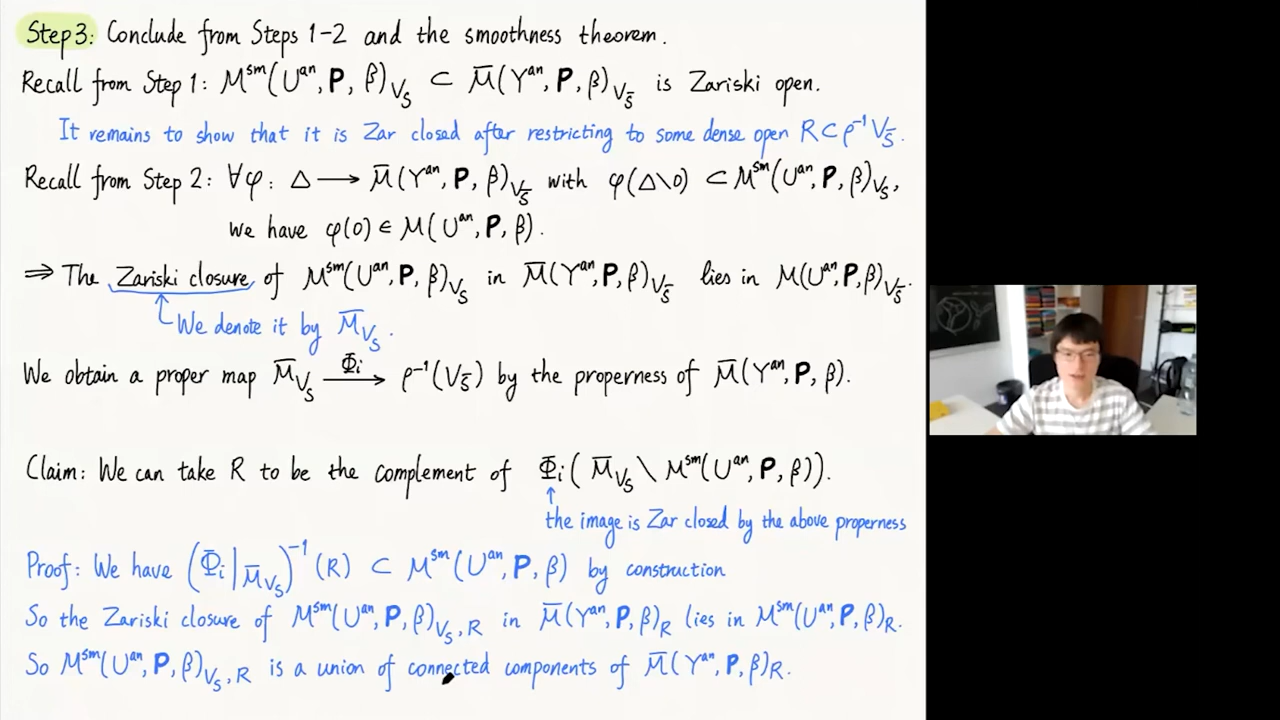 Step 3: Conclude from Steps 1-2 and the smoothness theorem.
Recall from Step 1: M^sm(U^an, P, β)_{V_S} ⊂ M̄(Y^an, P, β)_{V_S̄} is Zariski open.
It remains to show that it is Zar closed after restricting to some dense open R ⊂ ρ^{-1} V_S̄.
Recall from Step 2: ∀φ: Δ ⟶ M̄(Y^an, P, β)_{V_S̄} with φ(Δ\0) ⊂ M^sm(U^an, P, β)_{V_S},
we have φ(0) ∈ M(U^an, P, β).
⇒ The Zariski closure of M^sm(U^an, P, β)_{V_S} in M̄(Y^an, P, β)_{V_S̄} lies in M(U^an, P, β)_{V_S̄}.
We denote it by M̄_{V_S}.
We obtain a proper map M̄_{V_S} ⟶^{Φ_i} ρ^{-1}(V_S̄) by the properness of M̄(Y^an, P, β).
Claim: We can take R to be the complement of Φ_i(M̄_{V_S} \ M^sm(U^an, P, β)).
the image is Zar closed by the above properness
Proof: We have (Φ_i|_{M̄_{V_S}})^{-1}(R) ⊂ M^sm(U^an, P, β) by construction
So the Zariski closure of M^sm(U^an, P, β)_{V_S, R} in M̄(Y^an, P, β)_R lies in M^sm(U^an, P, β)_R.
So M^sm(U^an, P, β)_{V_S, R} is a union of connected components of M̄(Y^an, P, β)_R.